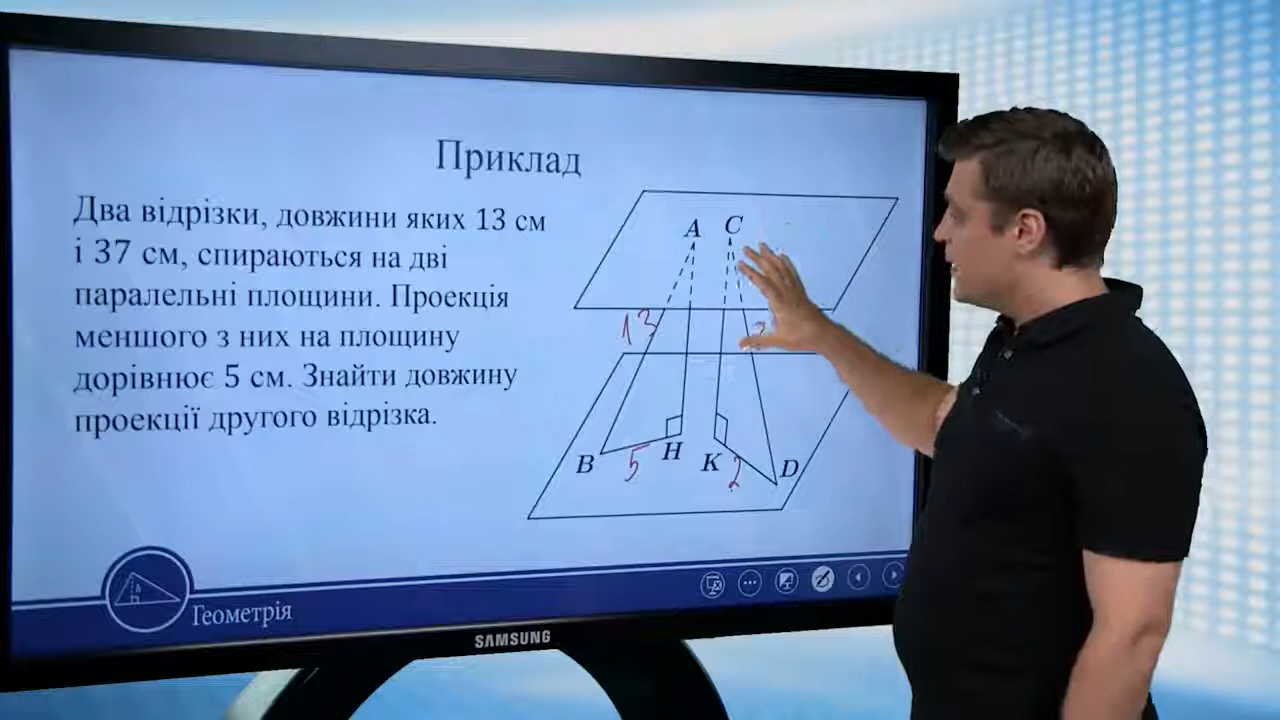 Приклад
Два відрізки, довжини яких 13 см
і 37 см, спираються на дві
паралельні площини. Проекція
меншого з них на площину
дорівнює 5 см. Знайти довжину
проекції другого відрізка.
A C
13 3
B 5 H K ? D
Геометрія
SAMSUNG